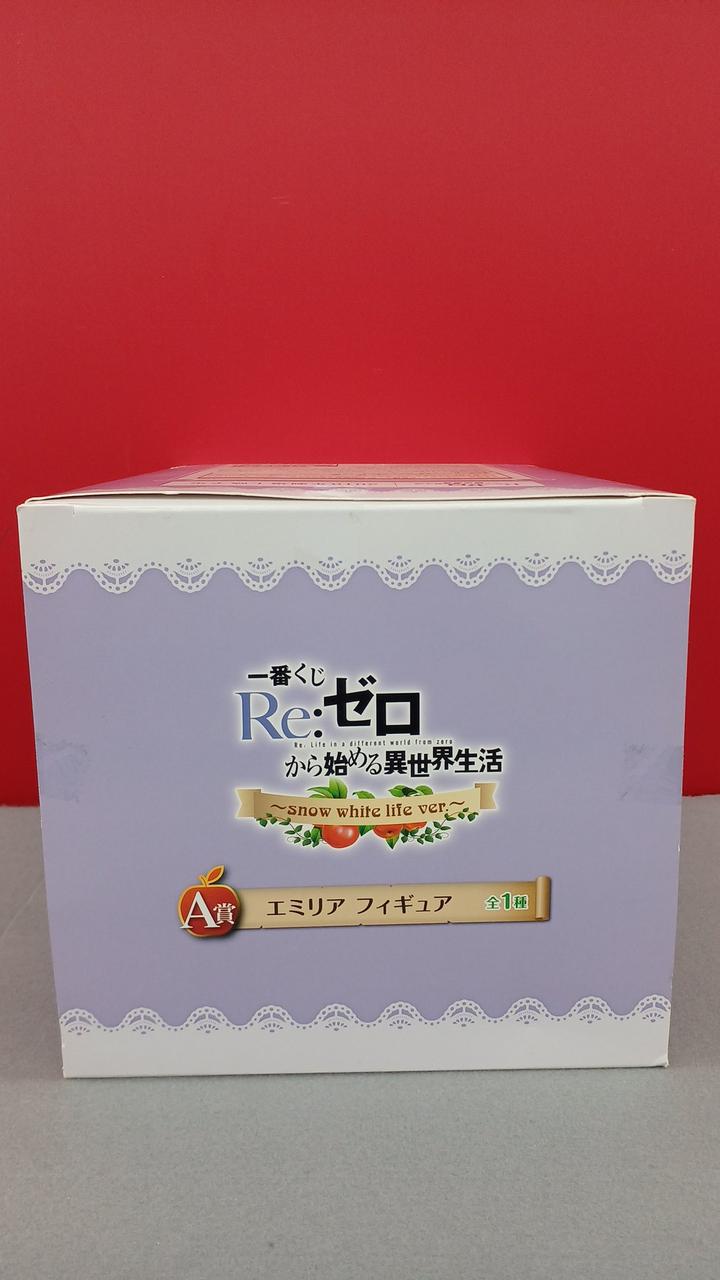 一番くじ
Re:ゼロ
Re: Life in a different world from zero
から始める異世界生活
～snow white life ver.～
A賞 エミリア フィギュア 全1種